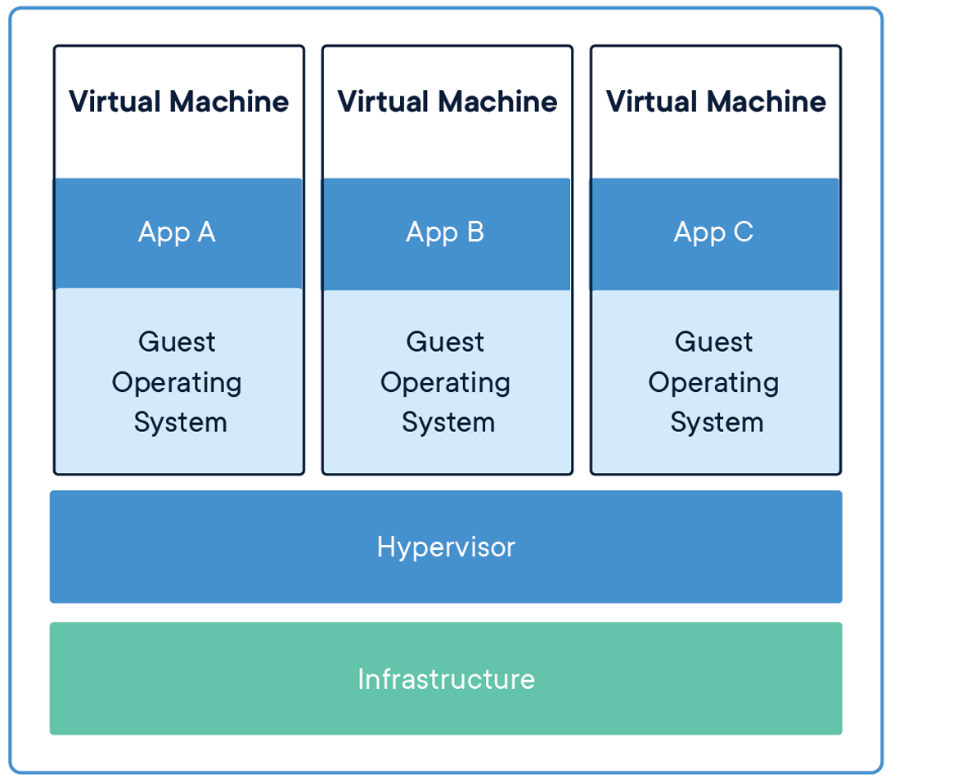 Virtual Machine
Virtual Machine
Virtual Machine
App A
App B
App C
Guest
Operating
System
Guest
Operating
System
Guest
Operating
System
Hypervisor
Infrastructure